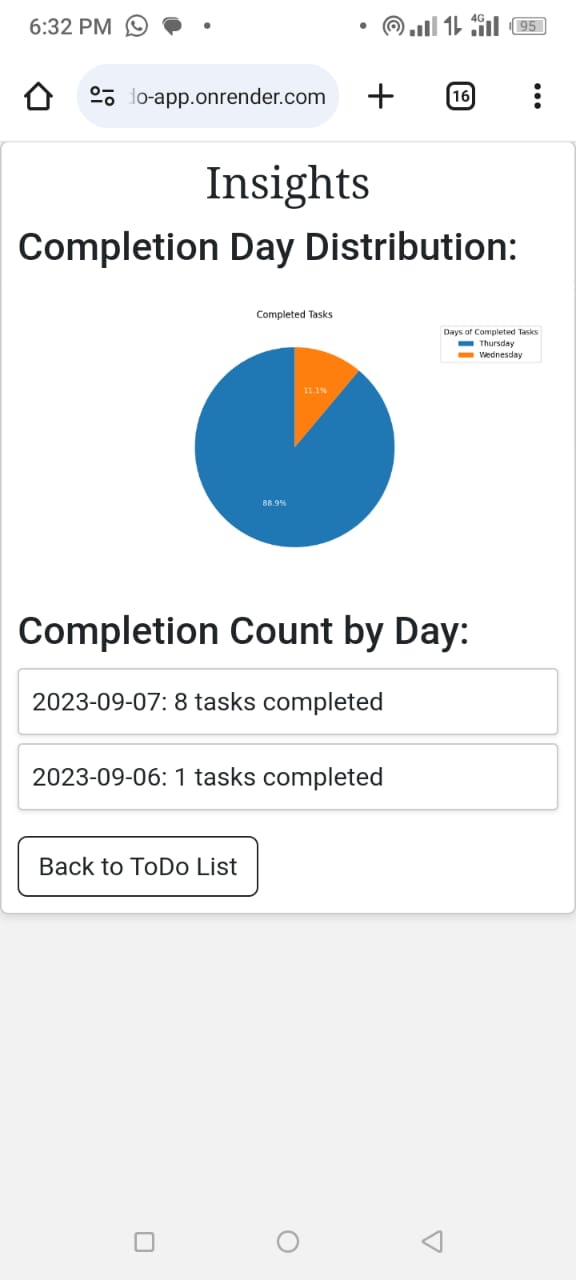 6:32 PM
4G
95
do-app.onrender.com
16
Insights
Completion Day Distribution:
Completed Tasks
Days of Completed Tasks
Thursday
Wednesday
11.1%
88.9%
Completion Count by Day:
2023-09-07: 8 tasks completed
2023-09-06: 1 tasks completed
Back to ToDo List